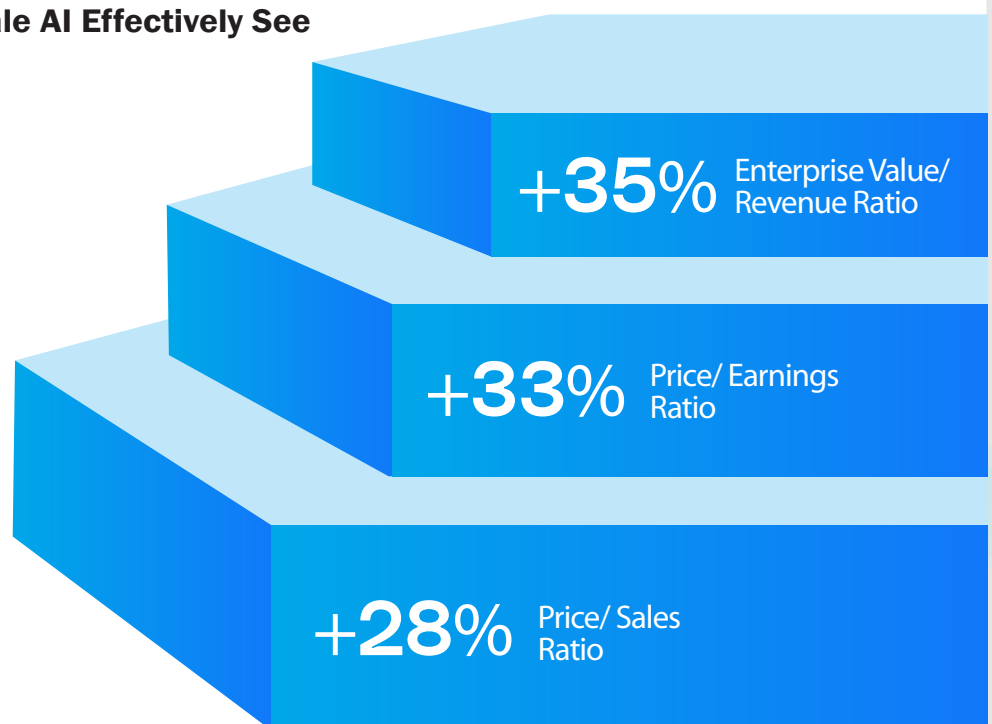 ale AI Effectively See
+35% Enterprise Value/
Revenue Ratio
+33% Price/ Earnings
Ratio
+28% Price/ Sales
Ratio